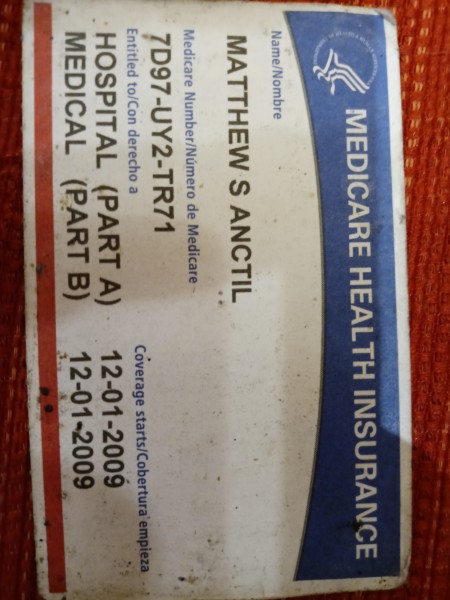 MEDICARE HEALTH INSURANCE
Name/Nombre
MATTHEW S ANCTIL
Medicare Number/Número de Medicare
7D97-UY2-TR71
Entitled to/Con derecho a
Coverage starts/Cobertura empieza
HOSPITAL (PART A) 12-01-2009
MEDICAL (PART B) 12-01-2009